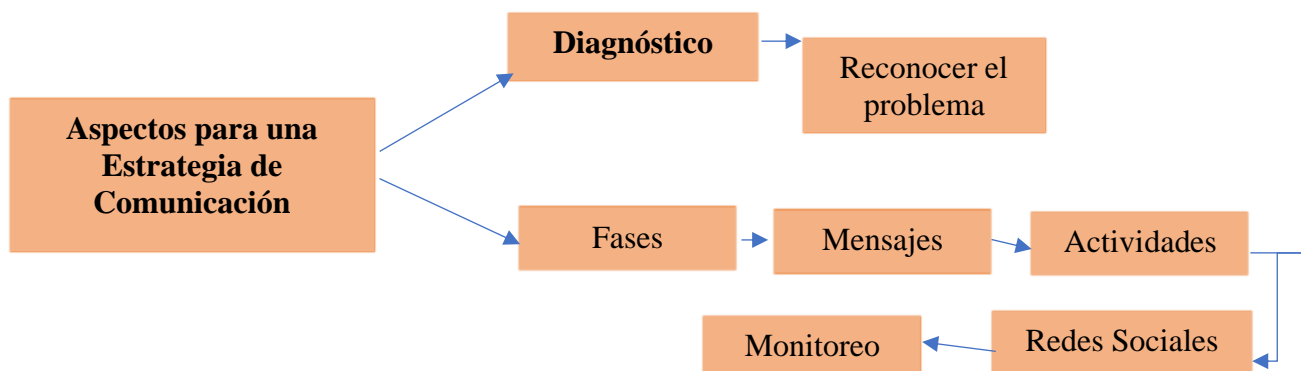 Diagnóstico
Reconocer el
problema
Aspectos para una
Estrategia de
Comunicación
Fases
Mensajes
Actividades
Redes Sociales
Monitoreo